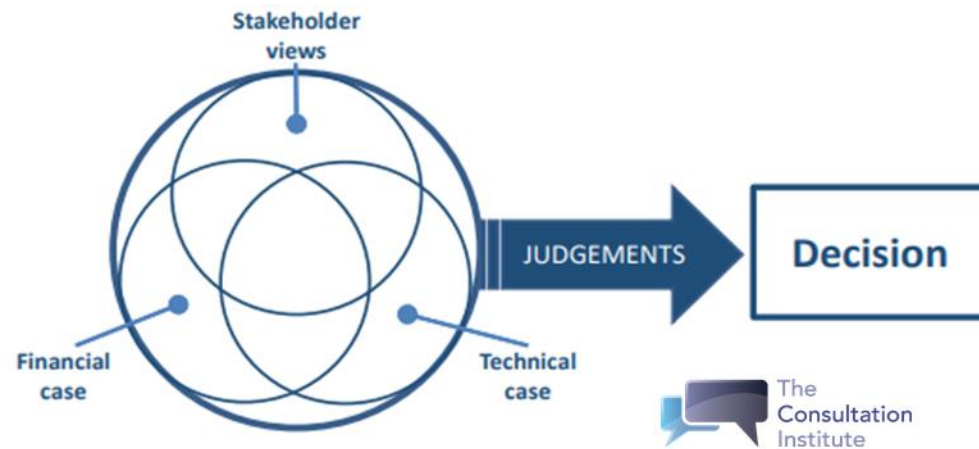 Stakeholder
views
JUDGEMENTS
Decision
Financial
case
Technical
case
The
Consultation
Institute